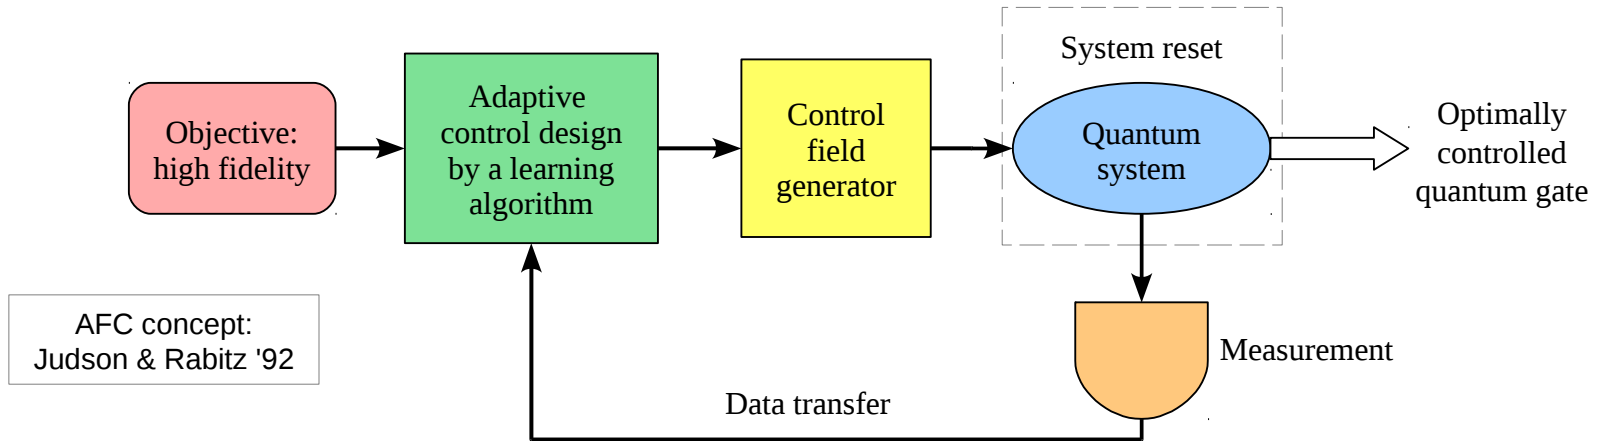 System reset
Objective:
high fidelity
Adaptive
control design
by a learning
algorithm
Control
field
generator
Quantum
system
Optimally
controlled
quantum gate
AFC concept:
Judson & Rabitz '92
Measurement
Data transfer